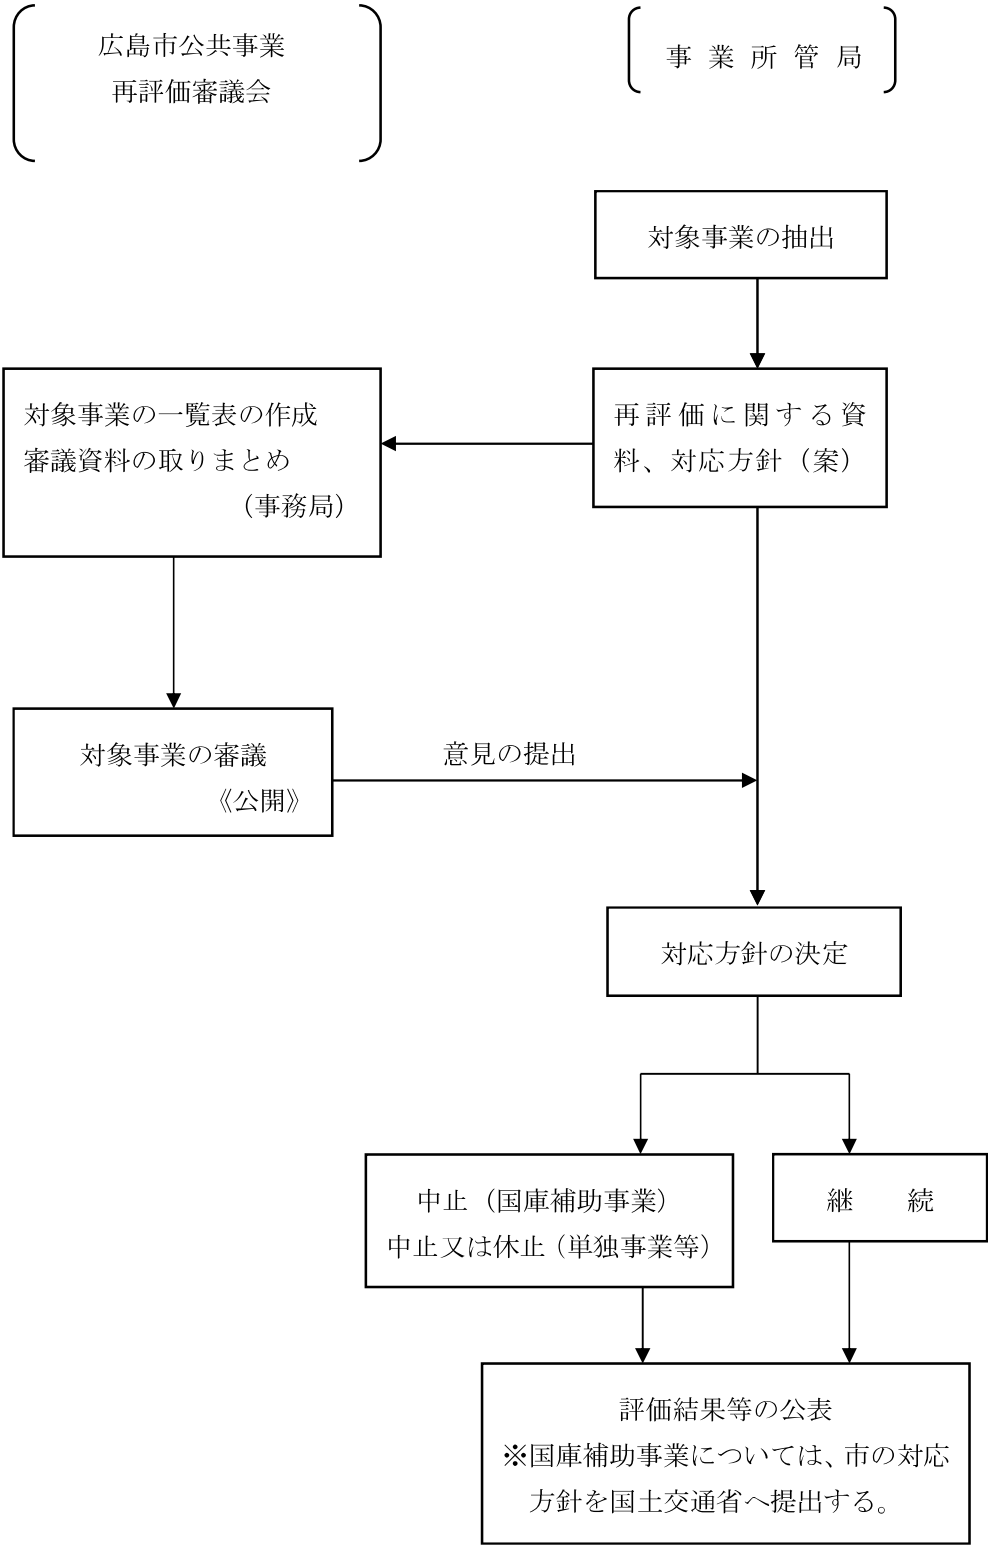 広島市公共事業
再評価審議会
事業所管局
対象事業の抽出
対象事業の一覧表の作成
審議資料の取りまとめ
（事務局）
再評価に関する資
料、対応方針（案）
対象事業の審議
《公開》
意見の提出
対応方針の決定
中止（国庫補助事業）
中止又は休止（単独事業等）
継　続
評価結果等の公表
※国庫補助事業については、市の対応
方針を国土交通省へ提出する。